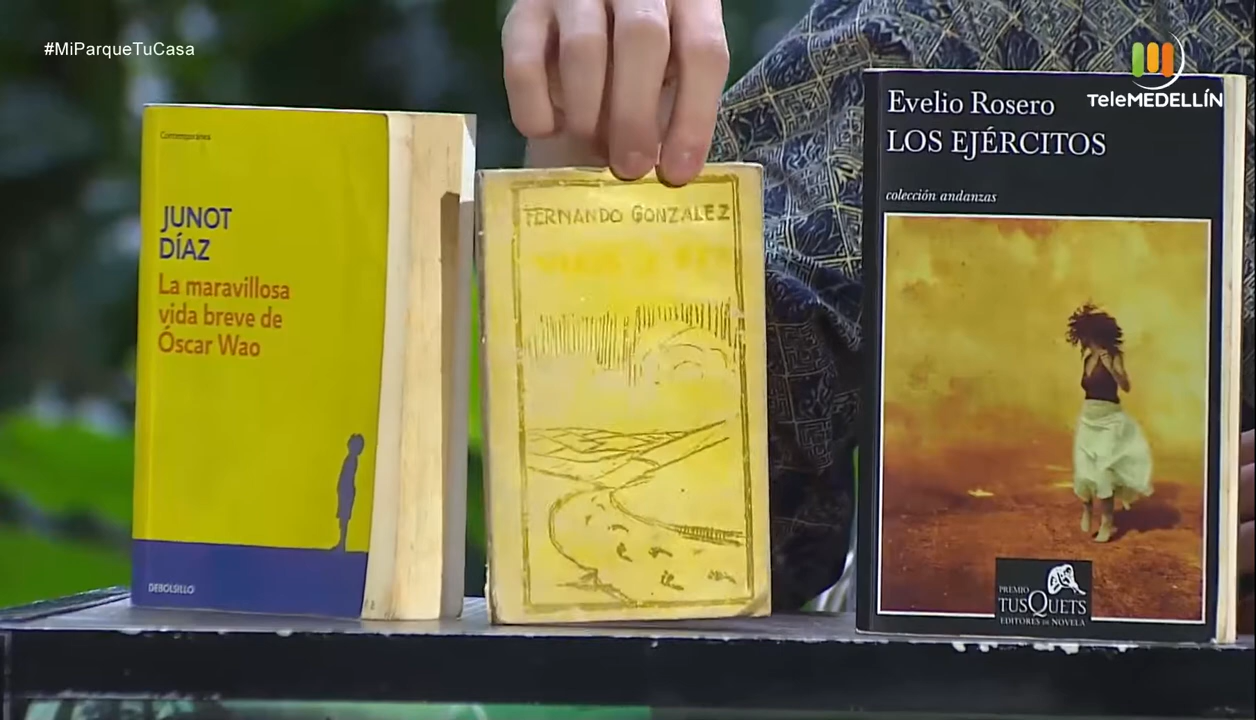 #MiParqueTuCasa
TeleMEDELLÍN
Contemporánea
JUNOT
DÍAZ
La maravillosa
vida breve de
Óscar Wao
DEBOLSILLO
FERNANDO GONZALEZ
Evelio Rosero
LOS EJÉRCITOS
colección andanzas
PREMIO
TUSQUETS
EDITORES DE NOVELA